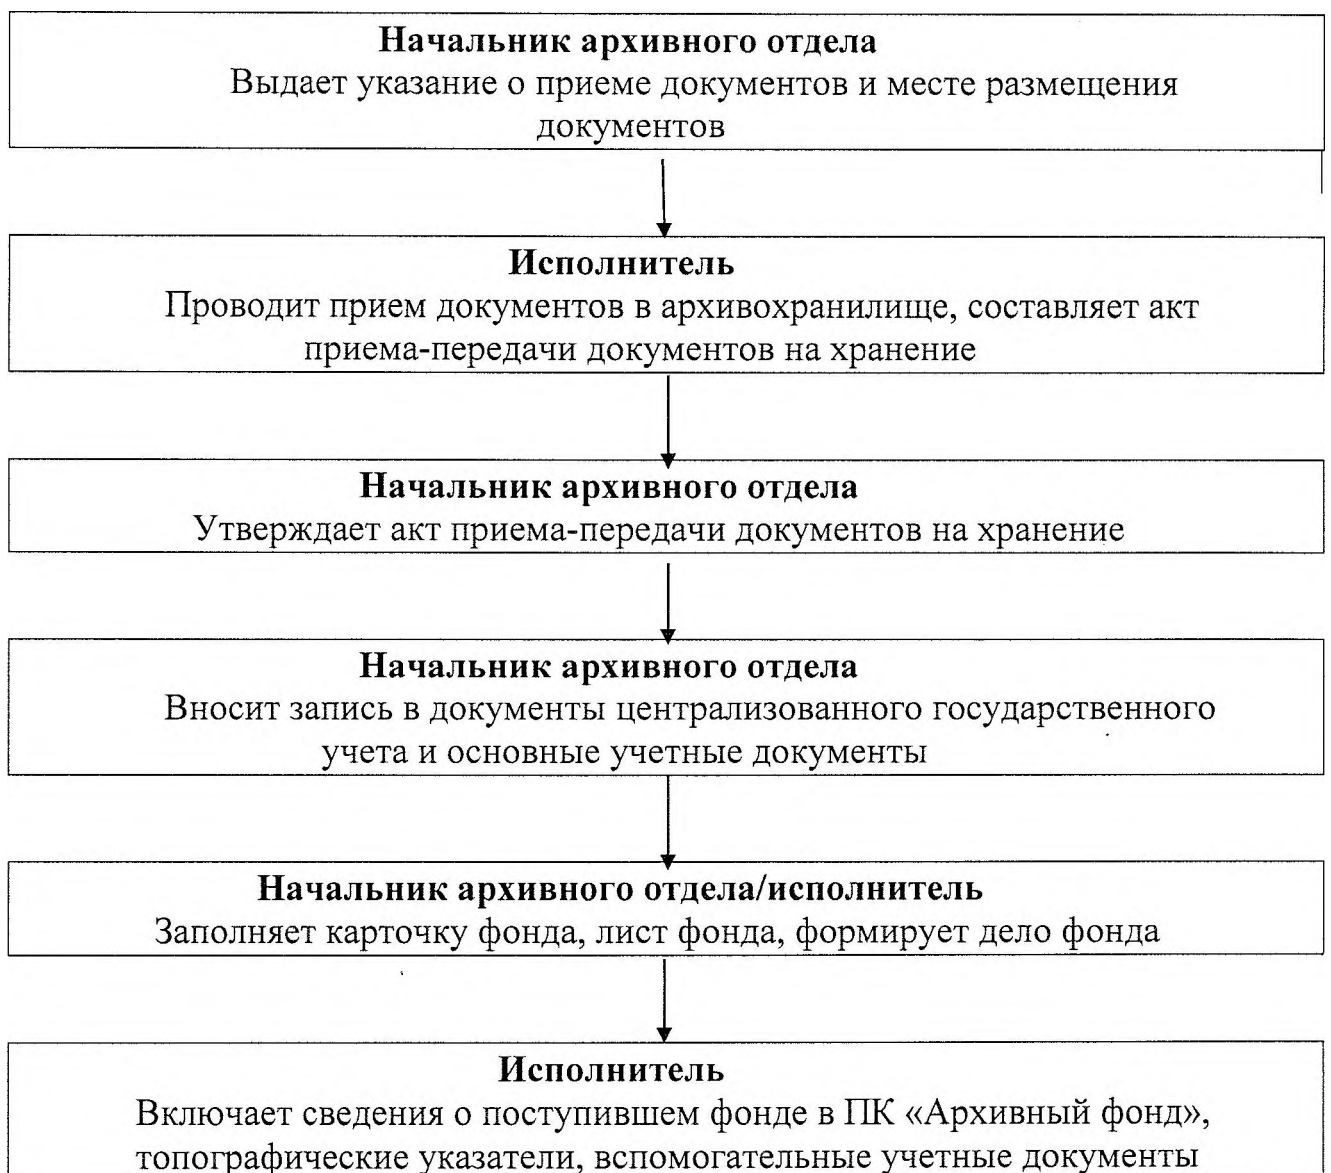 Начальник архивного отдела
Выдает указание о приеме документов и месте размещения
документов
Исполнитель
Проводит прием документов в архивохранилище, составляет акт
приема-передачи документов на хранение
Начальник архивного отдела
Утверждает акт приема-передачи документов на хранение
Начальник архивного отдела
Вносит запись в документы централизованного государственного
учета и основные учетные документы
Начальник архивного отдела/исполнитель
Заполняет карточку фонда, лист фонда, формирует дело фонда
Исполнитель
Включает сведения о поступившем фонде в ПК «Архивный фонд»,
топографические указатели, вспомогательные учетные документы